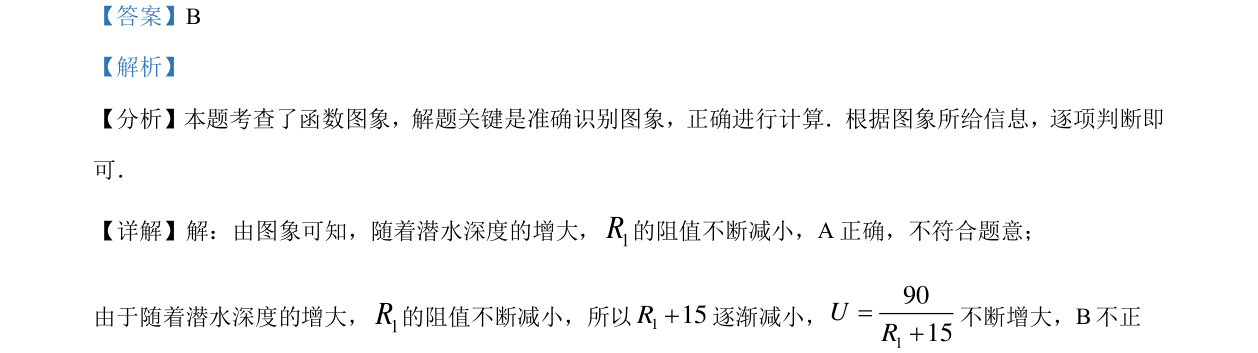 【答案】B
【解析】
【分析】本题考查了函数图象，解题关键是准确识别图象，正确进行计算．根据图象所给信息，逐项判断即
可．
【详解】解：由图象可知，随着潜水深度的增大， R₁的阻值不断减小，A 正确，不符合题意；
由于随着潜水深度的增大， R₁的阻值不断减小，所以 R₁ +15 逐渐减小，U = 90/(R₁ +15) 不断增大，B 不正